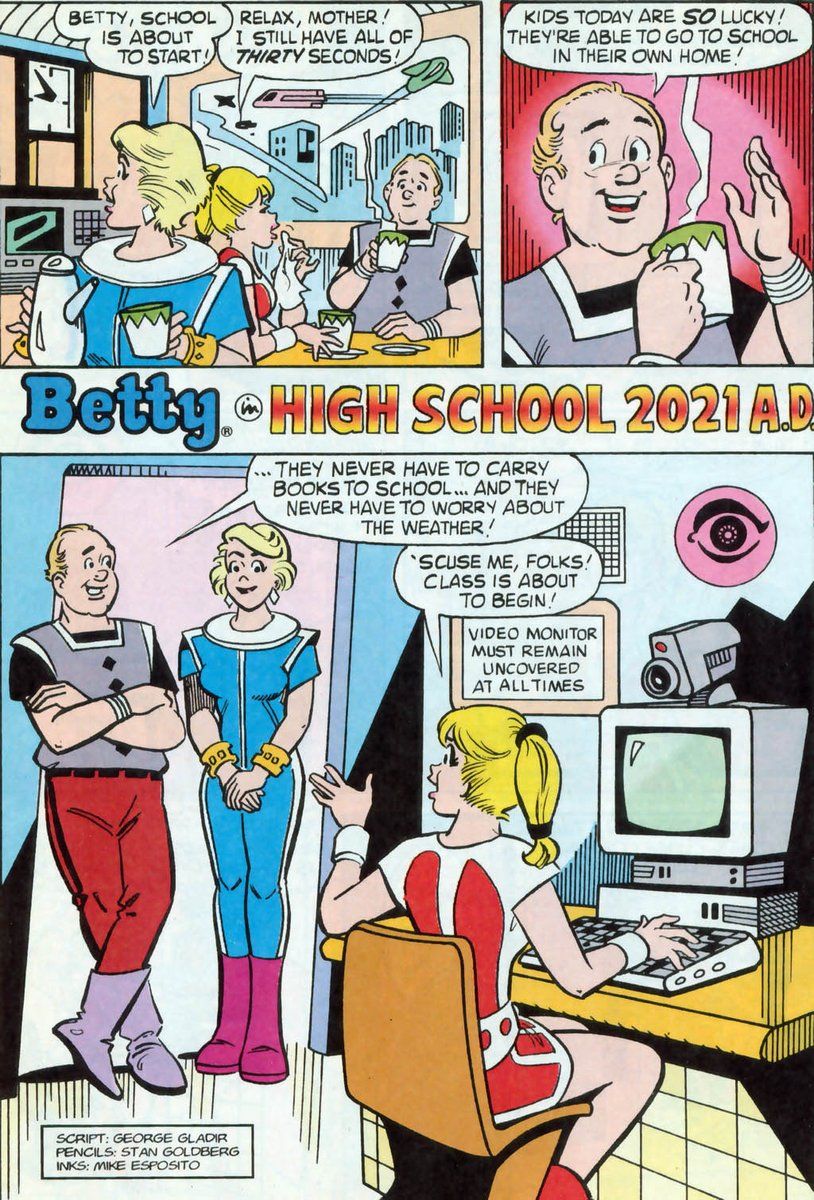 BETTY, SCHOOL
IS ABOUT
TO START!
RELAX, MOTHER!
I STILL HAVE ALL OF
THIRTY SECONDS!
KIDS TODAY ARE SO LUCKY!
THEY'RE ABLE TO GO TO SCHOOL
IN THEIR OWN HOME!
Betty® in HIGH SCHOOL 2021 A.D.
...THEY NEVER HAVE TO CARRY
BOOKS TO SCHOOL... AND THEY
NEVER HAVE TO WORRY ABOUT
THE WEATHER!
'SCUSE ME, FOLKS!
CLASS IS ABOUT
TO BEGIN!
VIDEO MONITOR
MUST REMAIN
UNCOVERED
AT ALL TIMES
SCRIPT: GEORGE GLADIR
PENCILS: STAN GOLDBERG
INKS: MIKE ESPOSITO